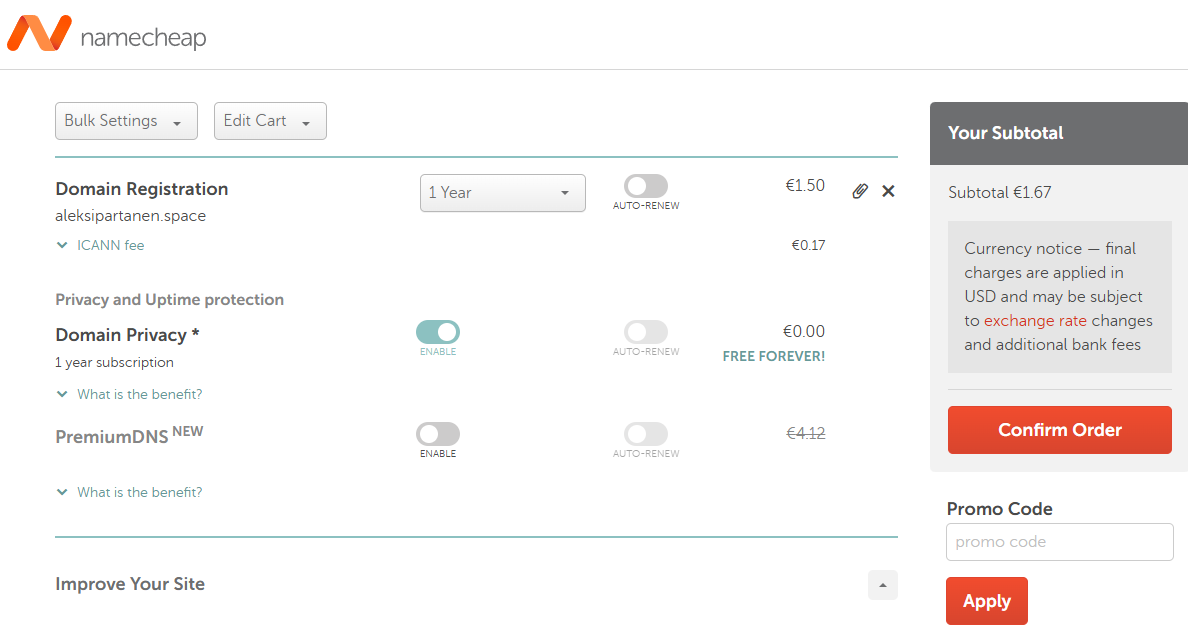 namecheap
Bulk Settings
Edit Cart
Your Subtotal
Domain Registration
1 Year
AUTO-RENEW
€1.50
aleksipartanen.space
ICANN fee
€0.17
Subtotal €1.67
Currency notice — final
charges are applied in
USD and may be subject
to exchange rate changes
and additional bank fees
Privacy and Uptime protection
Domain Privacy *
ENABLE
AUTO-RENEW
€0.00
FREE FOREVER!
1 year subscription
What is the benefit?
PremiumDNS NEW
ENABLE
AUTO-RENEW
€4.12
What is the benefit?
Confirm Order
Promo Code
promo code
Apply
Improve Your Site